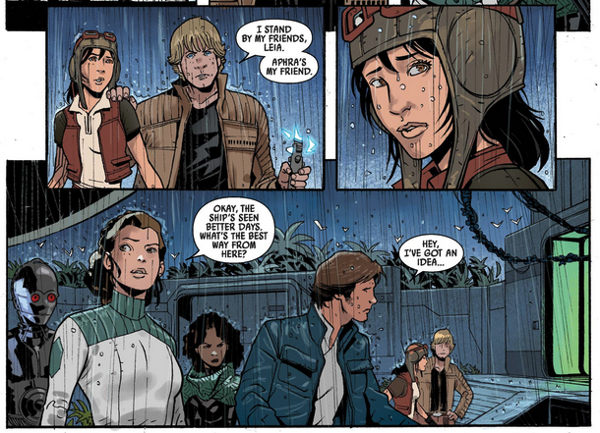 I STAND
BY MY FRIENDS,
LEIA.
APHRA'S
MY FRIEND.
OKAY, THE
SHIP'S SEEN
BETTER DAYS.
WHAT'S THE BEST
WAY FROM
HERE?
HEY,
I'VE GOT AN
IDEA...